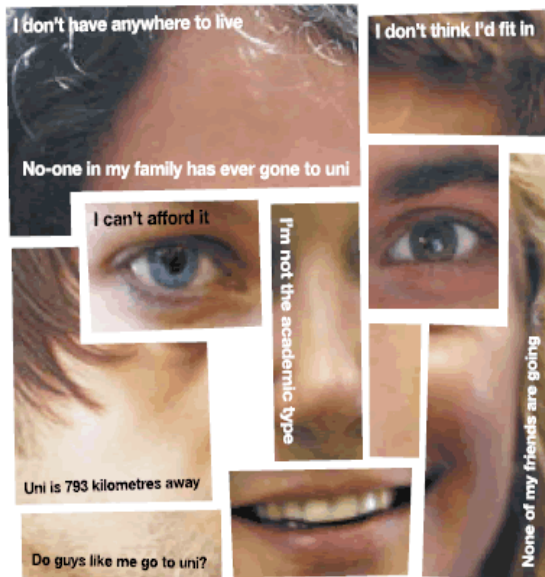 I don't have anywhere to live
I don't think I'd fit in
No-one in my family has ever gone to uni
I can't afford it
I'm not the academic type
None of my friends are going
Uni is 793 kilometres away
Do guys like me go to uni?